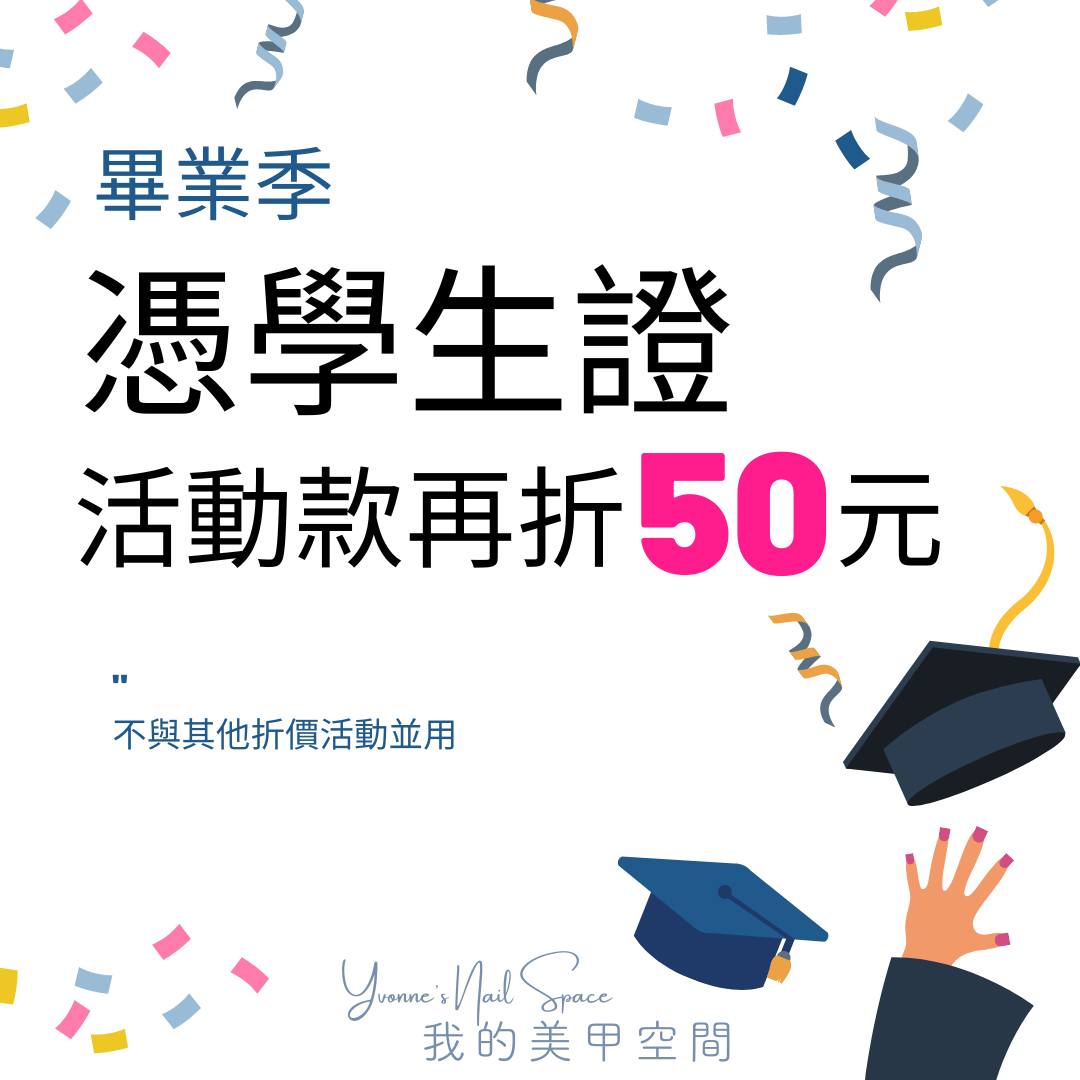 畢業季
憑學生證
活動款再折50元
"
不與其他折價活動並用
Yvonne's Nail Space
我的美甲空間